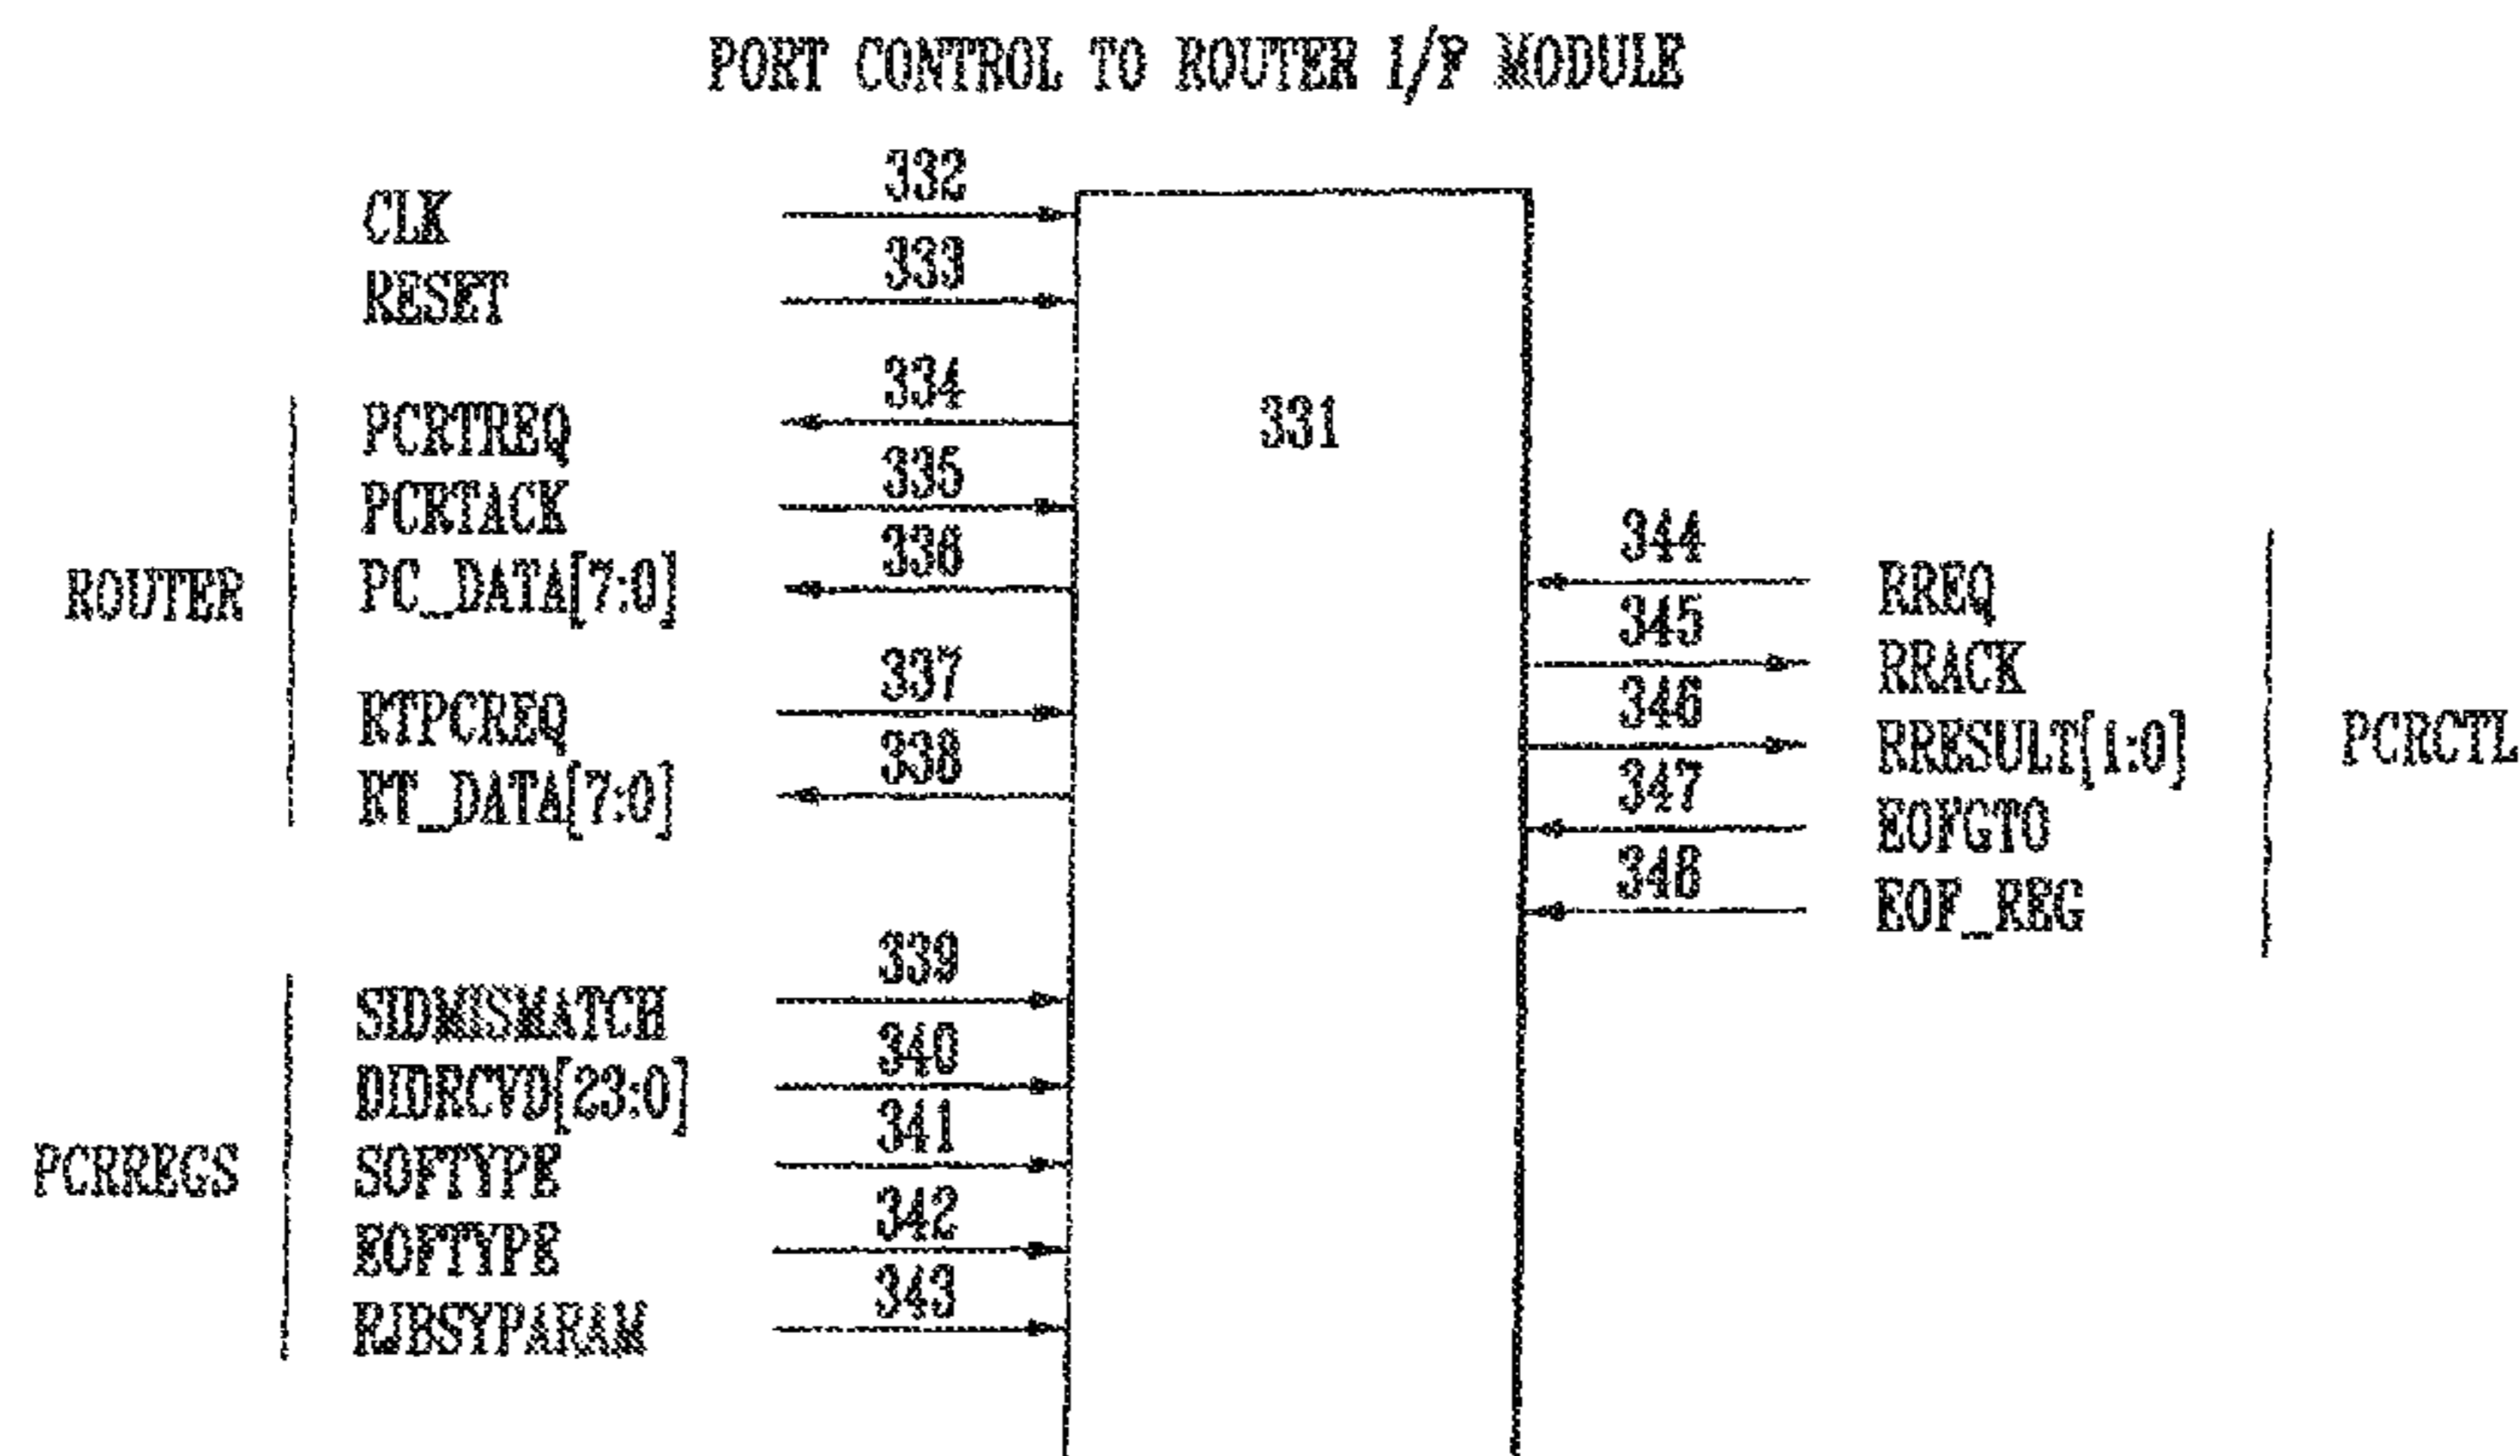 PORT CONTROL TO ROUTER I/F MODULE
332
CLK
333
RESET
334
PCRTREQ
331
335
PCRTACK
336
PC_DATA[7:0]
ROUTER
337
RTPCREQ
338
RT_DATA[7:0]
344
RREQ
345
RRACK
346
RRESULT[1:0]
PCRCTL
347
EOFGTO
348
EOF_REG
339
SIDMISMATCH
340
DIDRCVD[23:0]
341
SOFTYPE
PCRREGS
342
EOFTYPE
343
RJBSYPARAM